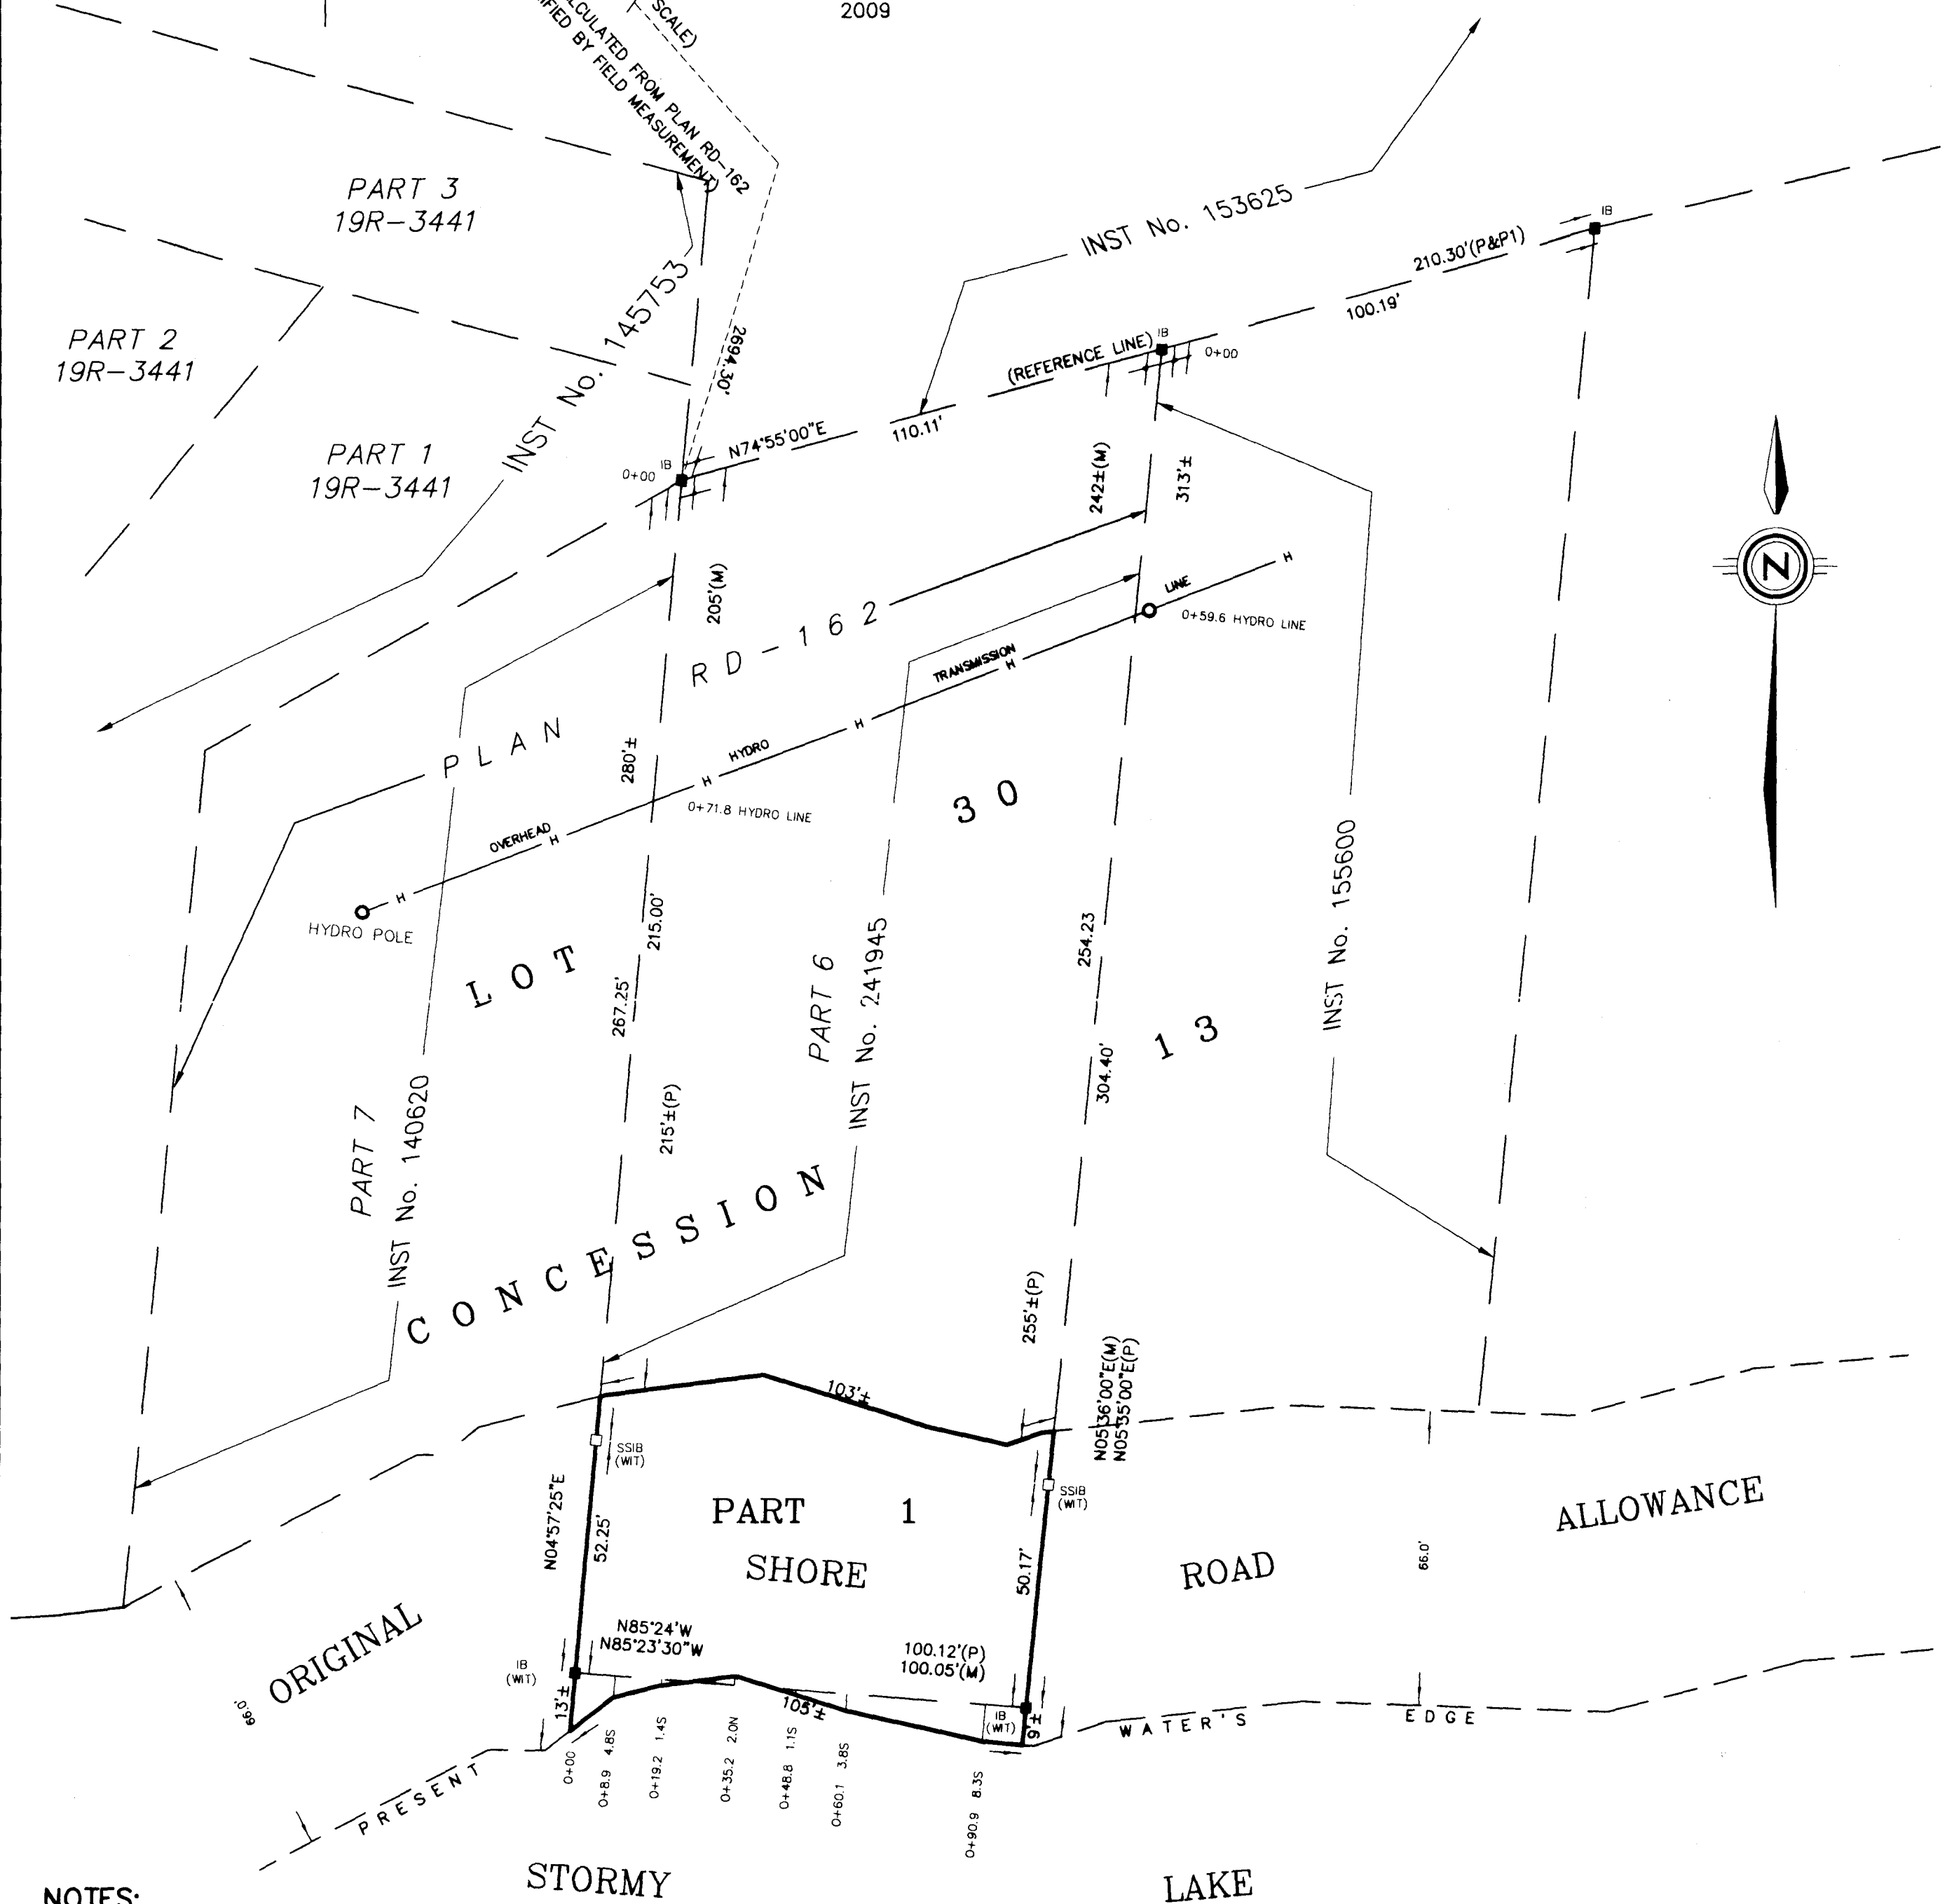 2009
SCALE)
CULATED FROM PLAN RD-162
IFIED BY FIELD MEASUREMENT)
PART 3
19R-3441
PART 2
19R-3441
PART 1
19R-3441
INST No. 145753
2694.30'
INST No. 153625
IB
210.30'(P&P1)
100.19'
(REFERENCE LINE)
IB
0+00
110.11'
N74°55'00"E
IB
0+00
242±(M)
313'±
205'(M)
PLAN RD-162
280'±
HYDRO POLE
OVERHEAD HYDRO TRANSMISSION LINE
H H H H H H
0+59.6 HYDRO LINE
0+71.8 HYDRO LINE
N
LOT 30
CONCESSION 13
215.00'
267.25'
215'±(P)
254.23
304.40'
255'±(P)
PART 7
INST No. 140620
PART 6
INST No. 241945
INST No. 155600
N05°36'00"E(M)
N05°35'00"E(P)
103'±
SSIB
(WIT)
SSIB
(WIT)
N04°57'25"E
52.25'
50.17'
PART 1
ORIGINAL SHORE ROAD ALLOWANCE
66.0'
66.0'
N85°24'W
N85°23'30"W
100.12'(P)
100.05'(M)
IB
(WIT)
IB
(WIT)
13'±
9'±
105'±
0+00
0+8.9 4.8S
0+19.2 1.4S
0+35.2 2.0N
0+48.8 1.1S
0+60.1 3.8S
0+90.9 8.3S
PRESENT WATER'S EDGE
STORMY LAKE
NOTES: